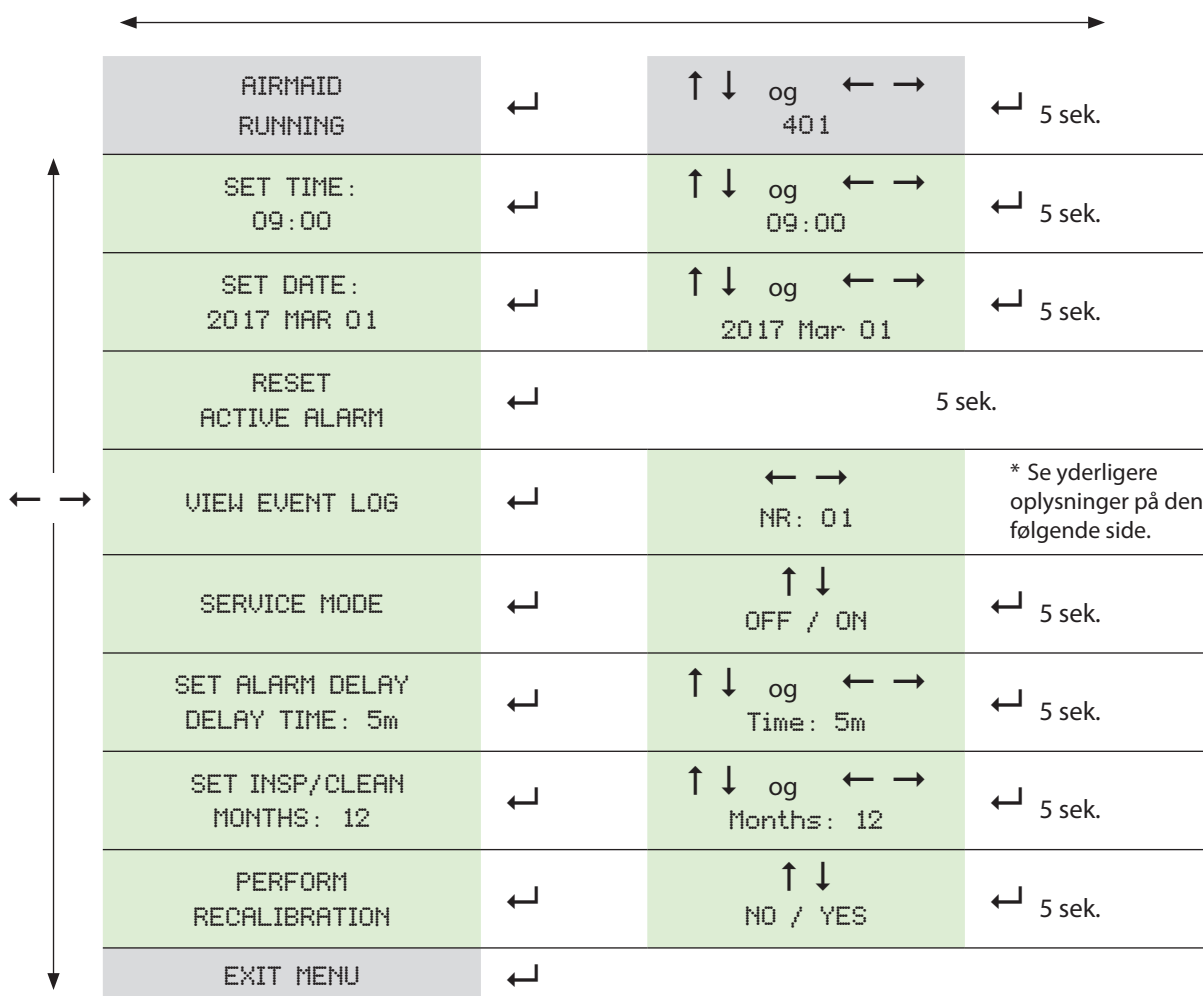 AIRMAID
RUNNING
↵
↑ ↓ og ← →
401
↵ 5 sek.
SET TIME:
09:00
↵
↑ ↓ og ← →
09:00
↵ 5 sek.
SET DATE:
2017 MAR 01
↵
↑ ↓ og ← →
2017 Mar 01
↵ 5 sek.
RESET
ACTIVE ALARM
↵
5 sek.
← →
VIEW EVENT LOG
↵
← →
NR: 01
* Se yderligere
oplysninger på den
følgende side.
SERVICE MODE
↵
↑ ↓
OFF / ON
↵ 5 sek.
SET ALARM DELAY
DELAY TIME: 5m
↵
↑ ↓ og ← →
Time: 5m
↵ 5 sek.
SET INSP/CLEAN
MONTHS: 12
↵
↑ ↓ og ← →
Months: 12
↵ 5 sek.
PERFORM
RECALIBRATION
↵
↑ ↓
NO / YES
↵ 5 sek.
EXIT MENU
↵